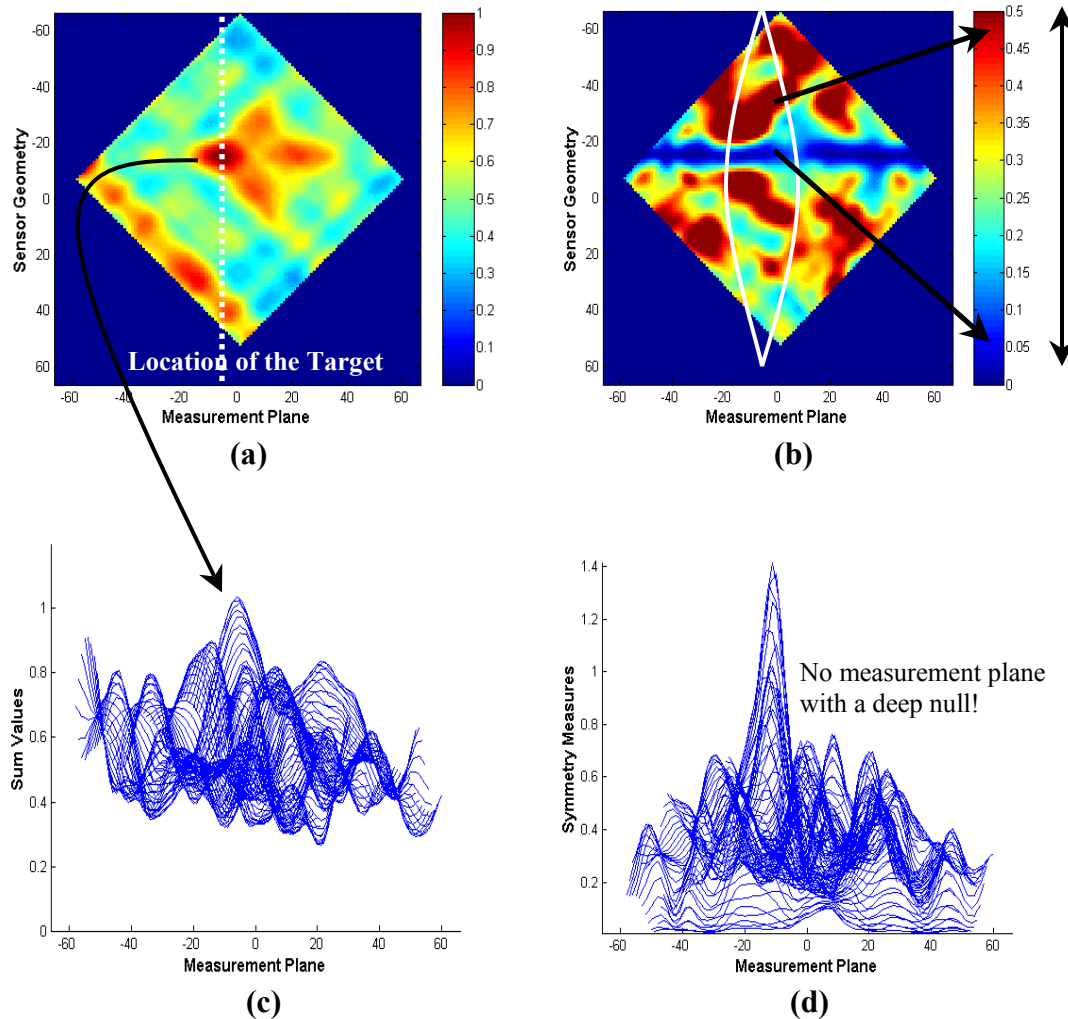 -60
-40
-20
0
20
40
60
Sensor Geometry
Location of the Target
-60 -40 -20 0 20 40 60
Measurement Plane
1
0.9
0.8
0.7
0.6
0.5
0.4
0.3
0.2
0.1
0
(a)
-60
-40
-20
0
20
40
60
Sensor Geometry
-60 -40 -20 0 20 40 60
Measurement Plane
0.5
0.45
0.4
0.35
0.3
0.25
0.2
0.15
0.1
0.05
0
(b)
1
0.8
0.6
0.4
0.2
0
Sum Values
-60 -40 -20 0 20 40 60
Measurement Plane
(c)
1.4
1.2
1
0.8
0.6
0.4
0.2
Symmetry Measures
No measurement plane
with a deep null!
-60 -40 -20 0 20 40 60
Measurement Plane
(d)